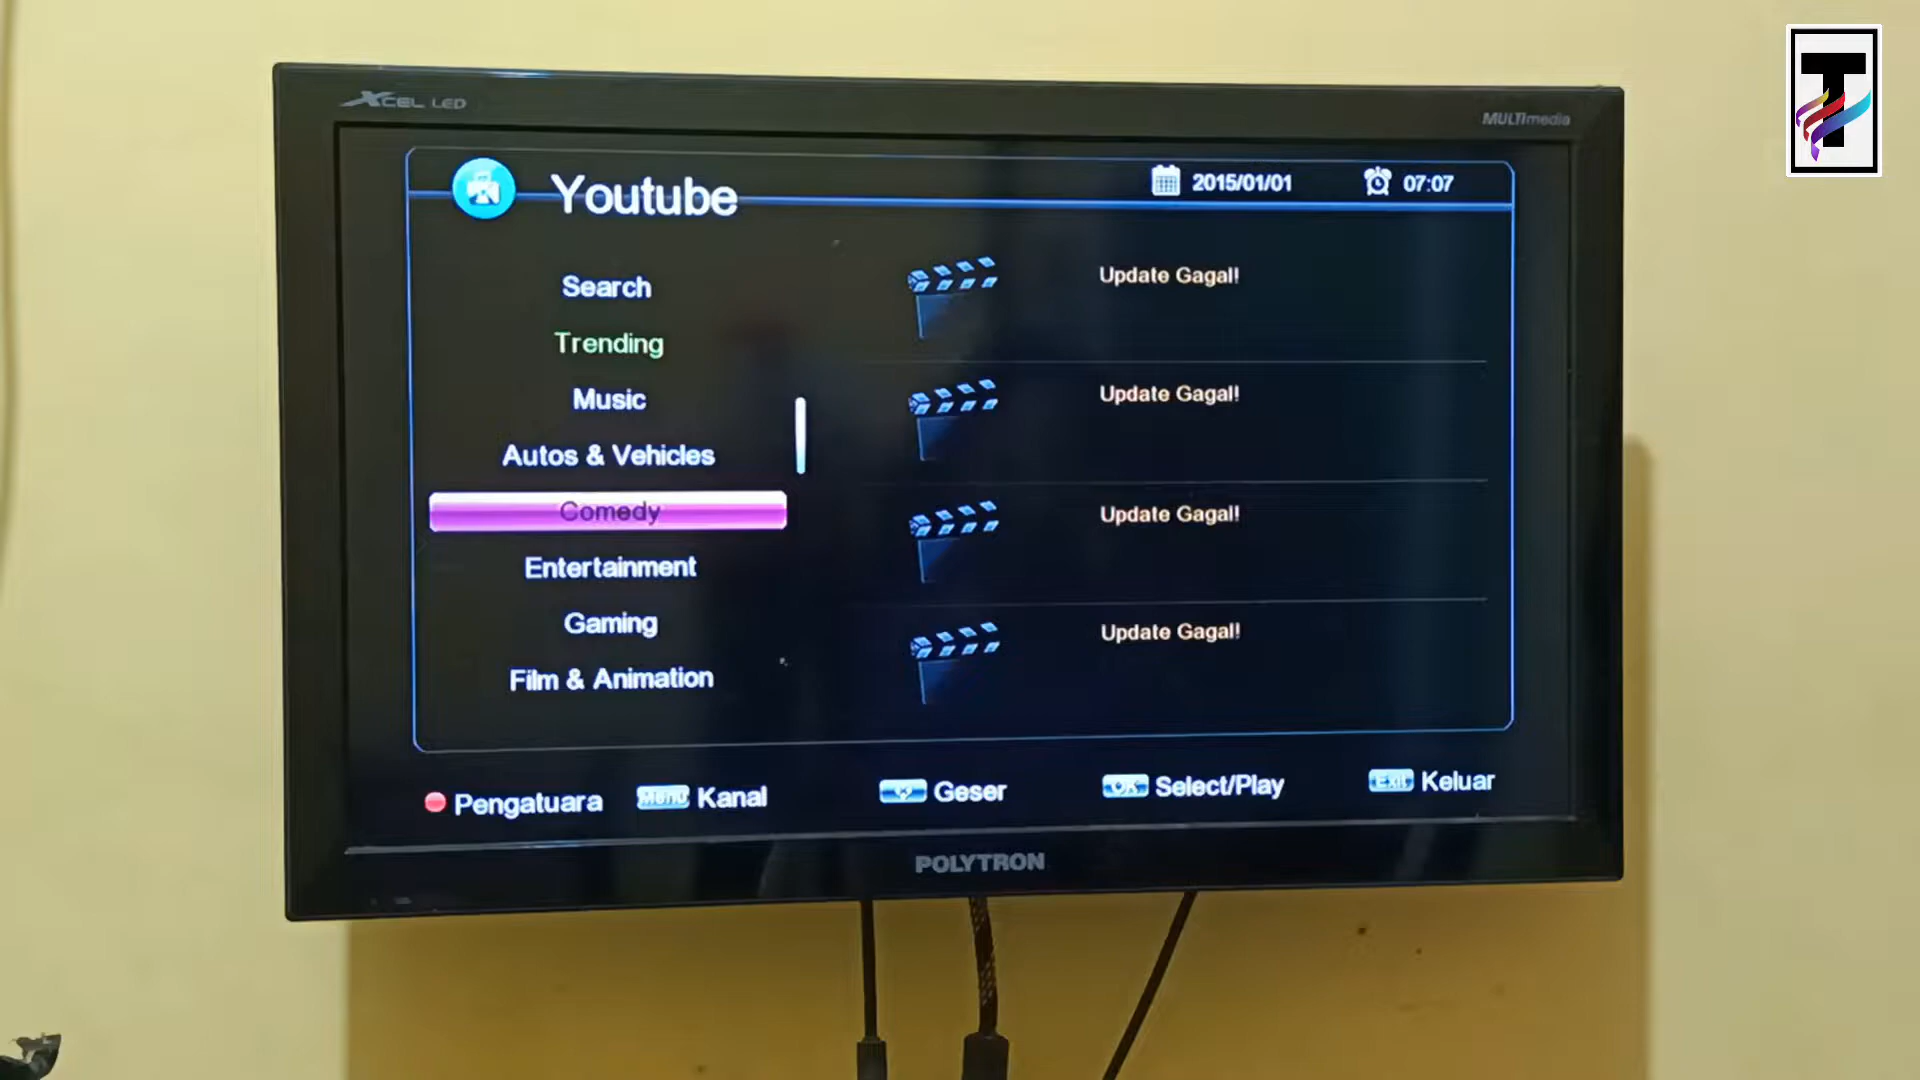 XCEL LED
MULTImedia
Youtube
2015/01/01
07:07
Search
Trending
Music
Autos & Vehicles
Comedy
Entertainment
Gaming
Film & Animation
Update Gagal!
Update Gagal!
Update Gagal!
Update Gagal!
Pengatuara
Menu Kanal
Geser
OK Select/Play
Exit Keluar
POLYTRON
T